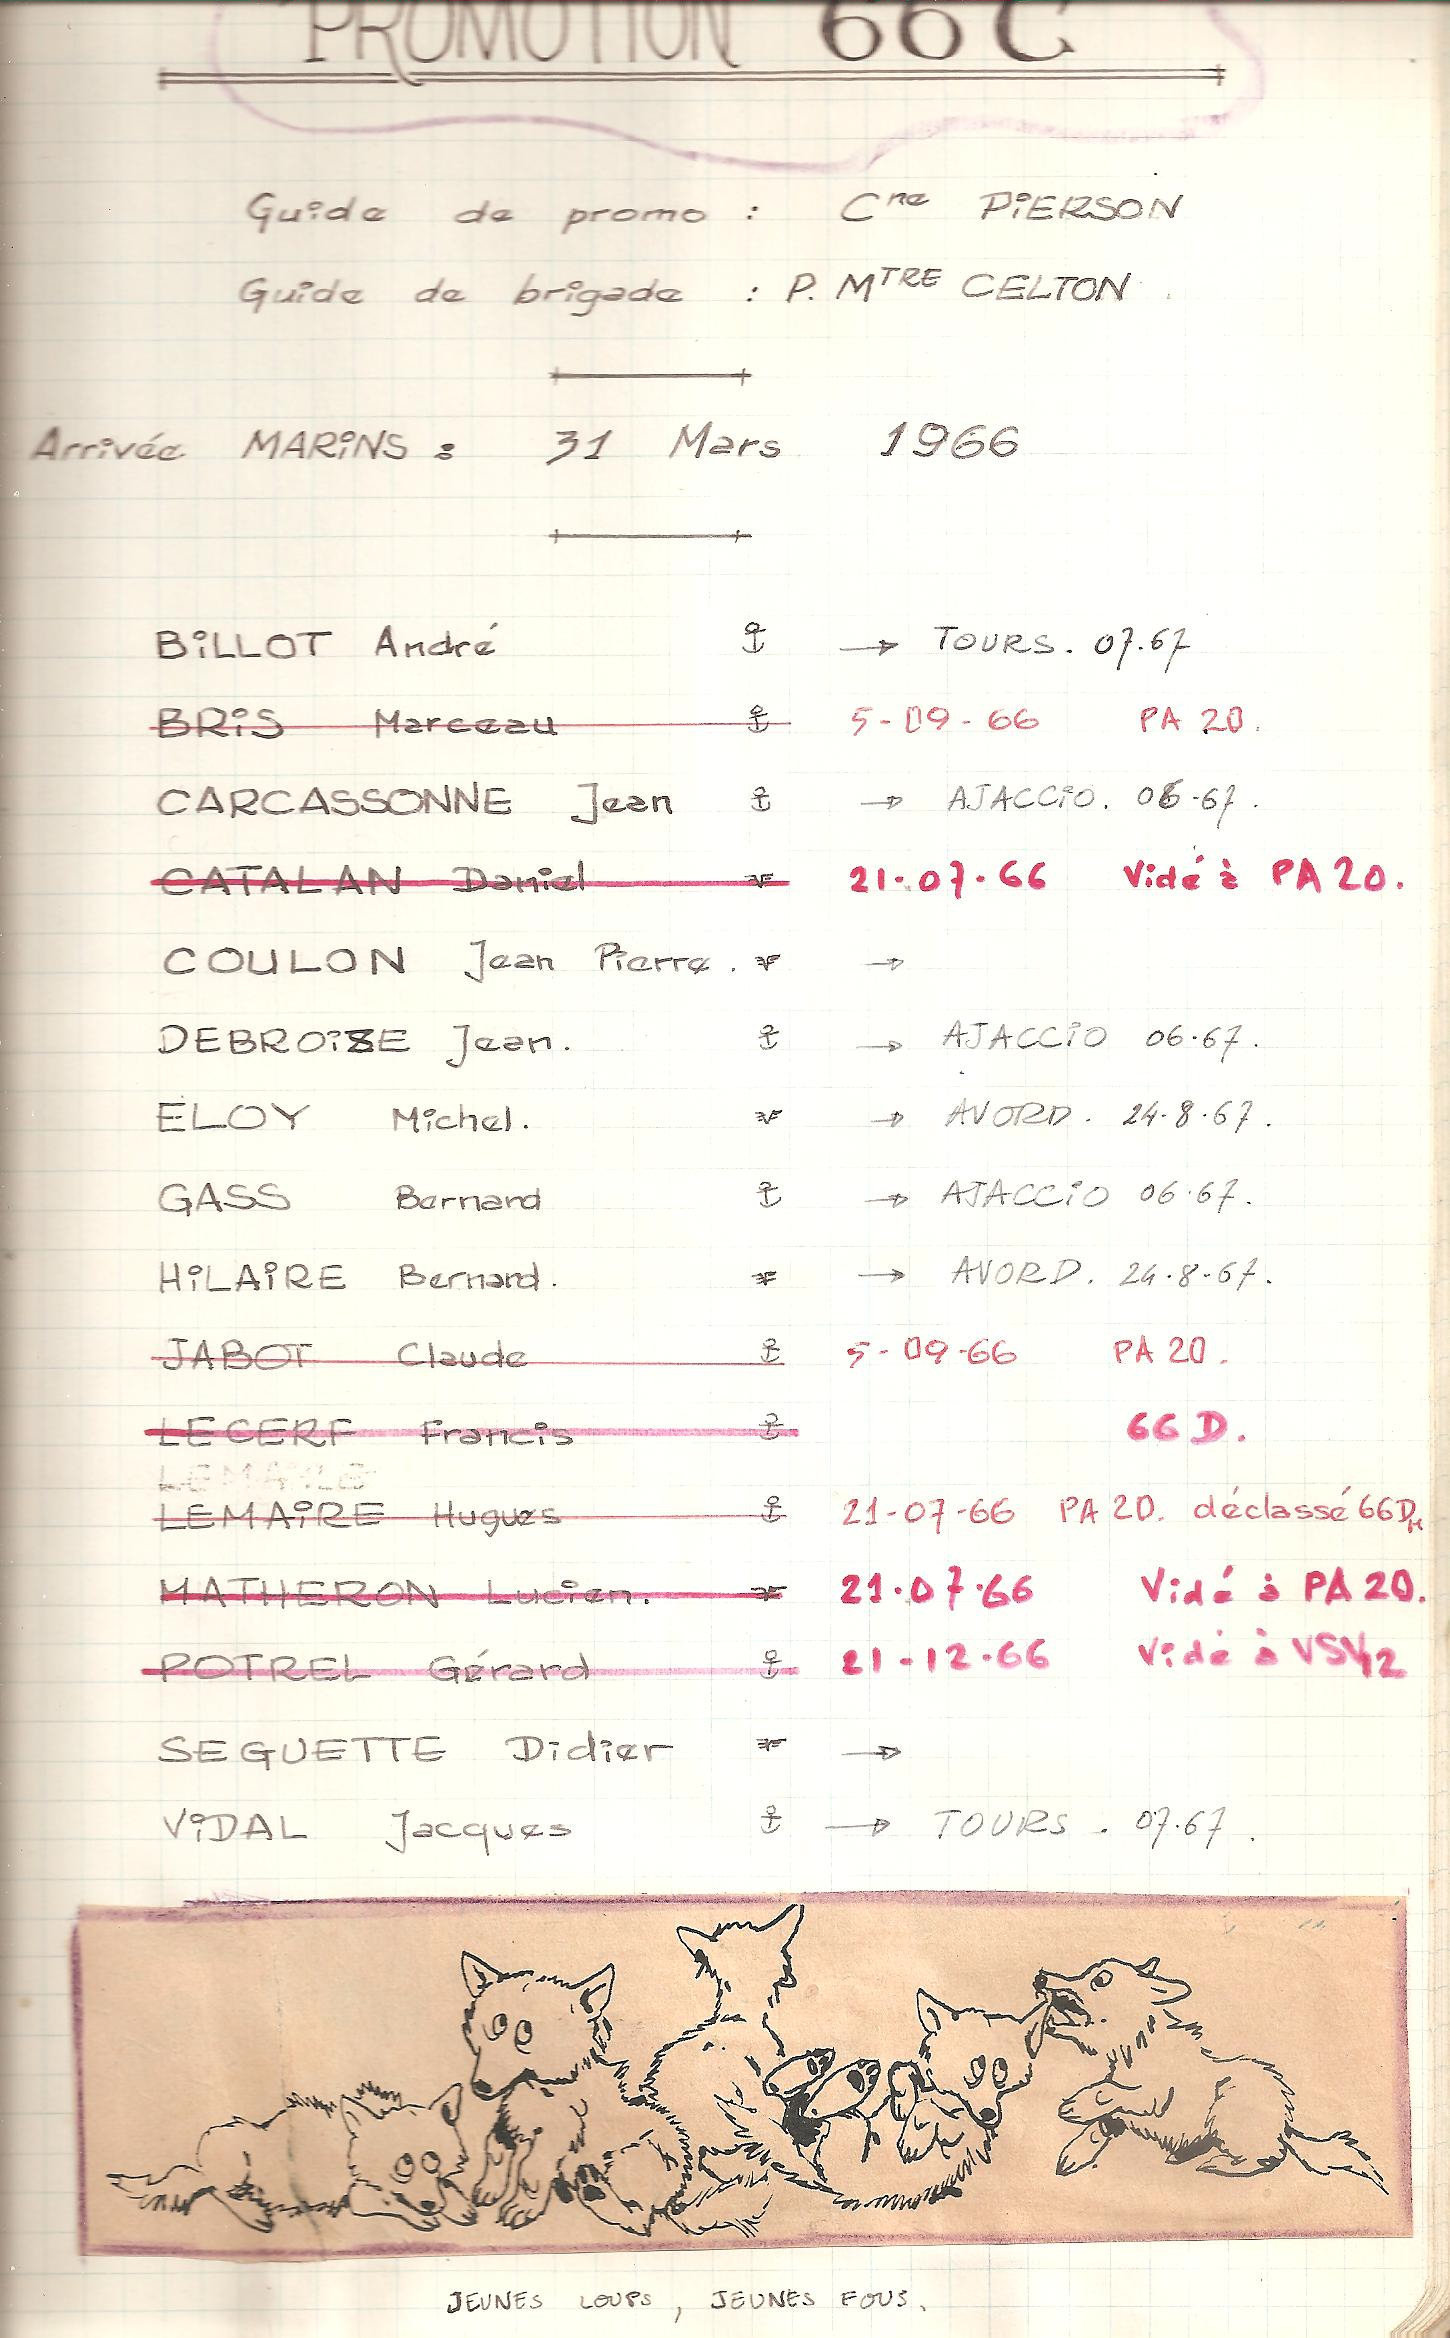 PROMOTION 66C
Guide de promo : Cne PiERSON
Guide de brigade : P. MTRE CELTON
Arrivée MARiNS : 31 Mars 1966
BiLLOT André → TOURS. 07.67
BRiS Marceau 5-09-66 PA 20.
CARCASSONNE Jean → AJACCiO. 06-67.
CATALAN Daniel 21.07.66 Vidé à PA 20.
COULON Jean Pierre. →
DEBROiSE Jean. → AJACCiO 06.67.
ELOY Michel. → AVORD. 24.8.67.
GASS Bernard → AJACCiO 06.67.
HiLAiRE Bernard. → AVORD. 24.8.67.
JABOT Claude 5-09-66 PA 20.
LECERF Francis 66 D.
LEMAiRE Hugues 21-07-66 PA 20. déclassé 66D
MATHERON Lucien. 21.07.66 Vidé à PA 20.
POTREL Gérard 21-12.66 Vidé à VSV12
SEGUETTE Didier →
ViDAL Jacques → TOURS. 07.67.
JEUNES LOUPS, JEUNES FOUS.